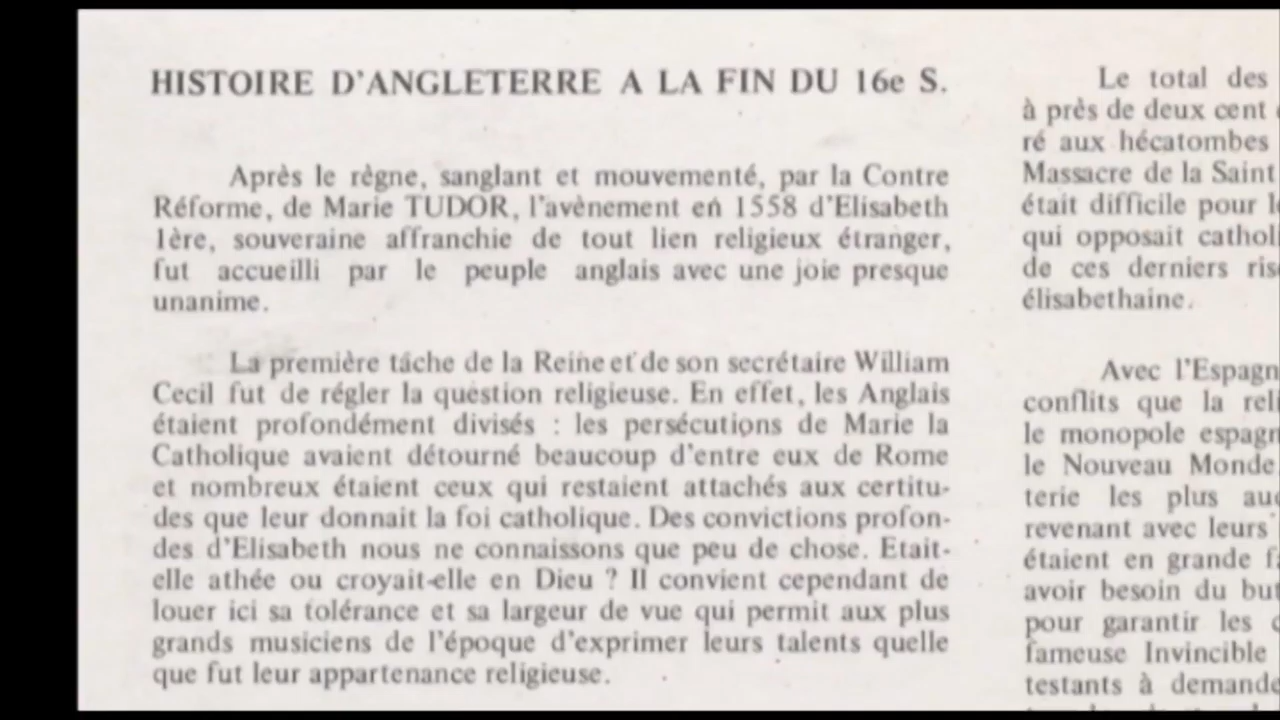 HISTOIRE D'ANGLETERRE A LA FIN DU 16e S.
Après le règne, sanglant et mouvementé, par la Contre
Réforme, de Marie TUDOR, l'avènement en 1558 d'Elisabeth
1ère, souveraine affranchie de tout lien religieux étranger,
fut accueilli par le peuple anglais avec une joie presque
unanime.
La première tâche de la Reine et de son secrétaire William
Cecil fut de régler la question religieuse. En effet, les Anglais
étaient profondément divisés : les persécutions de Marie la
Catholique avaient détourné beaucoup d'entre eux de Rome
et nombreux étaient ceux qui restaient attachés aux certitu-
des que leur donnait la foi catholique. Des convictions profon-
des d'Elisabeth nous ne connaissons que peu de chose. Etait-
elle athée ou croyait-elle en Dieu ? Il convient cependant de
louer ici sa tolérance et sa largeur de vue qui permit aux plus
grands musiciens de l'époque d'exprimer leurs talents quelle
que fut leur appartenance religieuse.
Le total des
à près de deux cent
ré aux hécatombes
Massacre de la Saint
était difficile pour
qui opposait catholi
de ces derniers ris
élisabethaine.
Avec l'Espagn
conflits que la reli
le monopole espagn
le Nouveau Monde
terie les plus au
revenant avec leurs
étaient en grande
avoir besoin du but
pour garantir les
fameuse Invincible
testants à demande